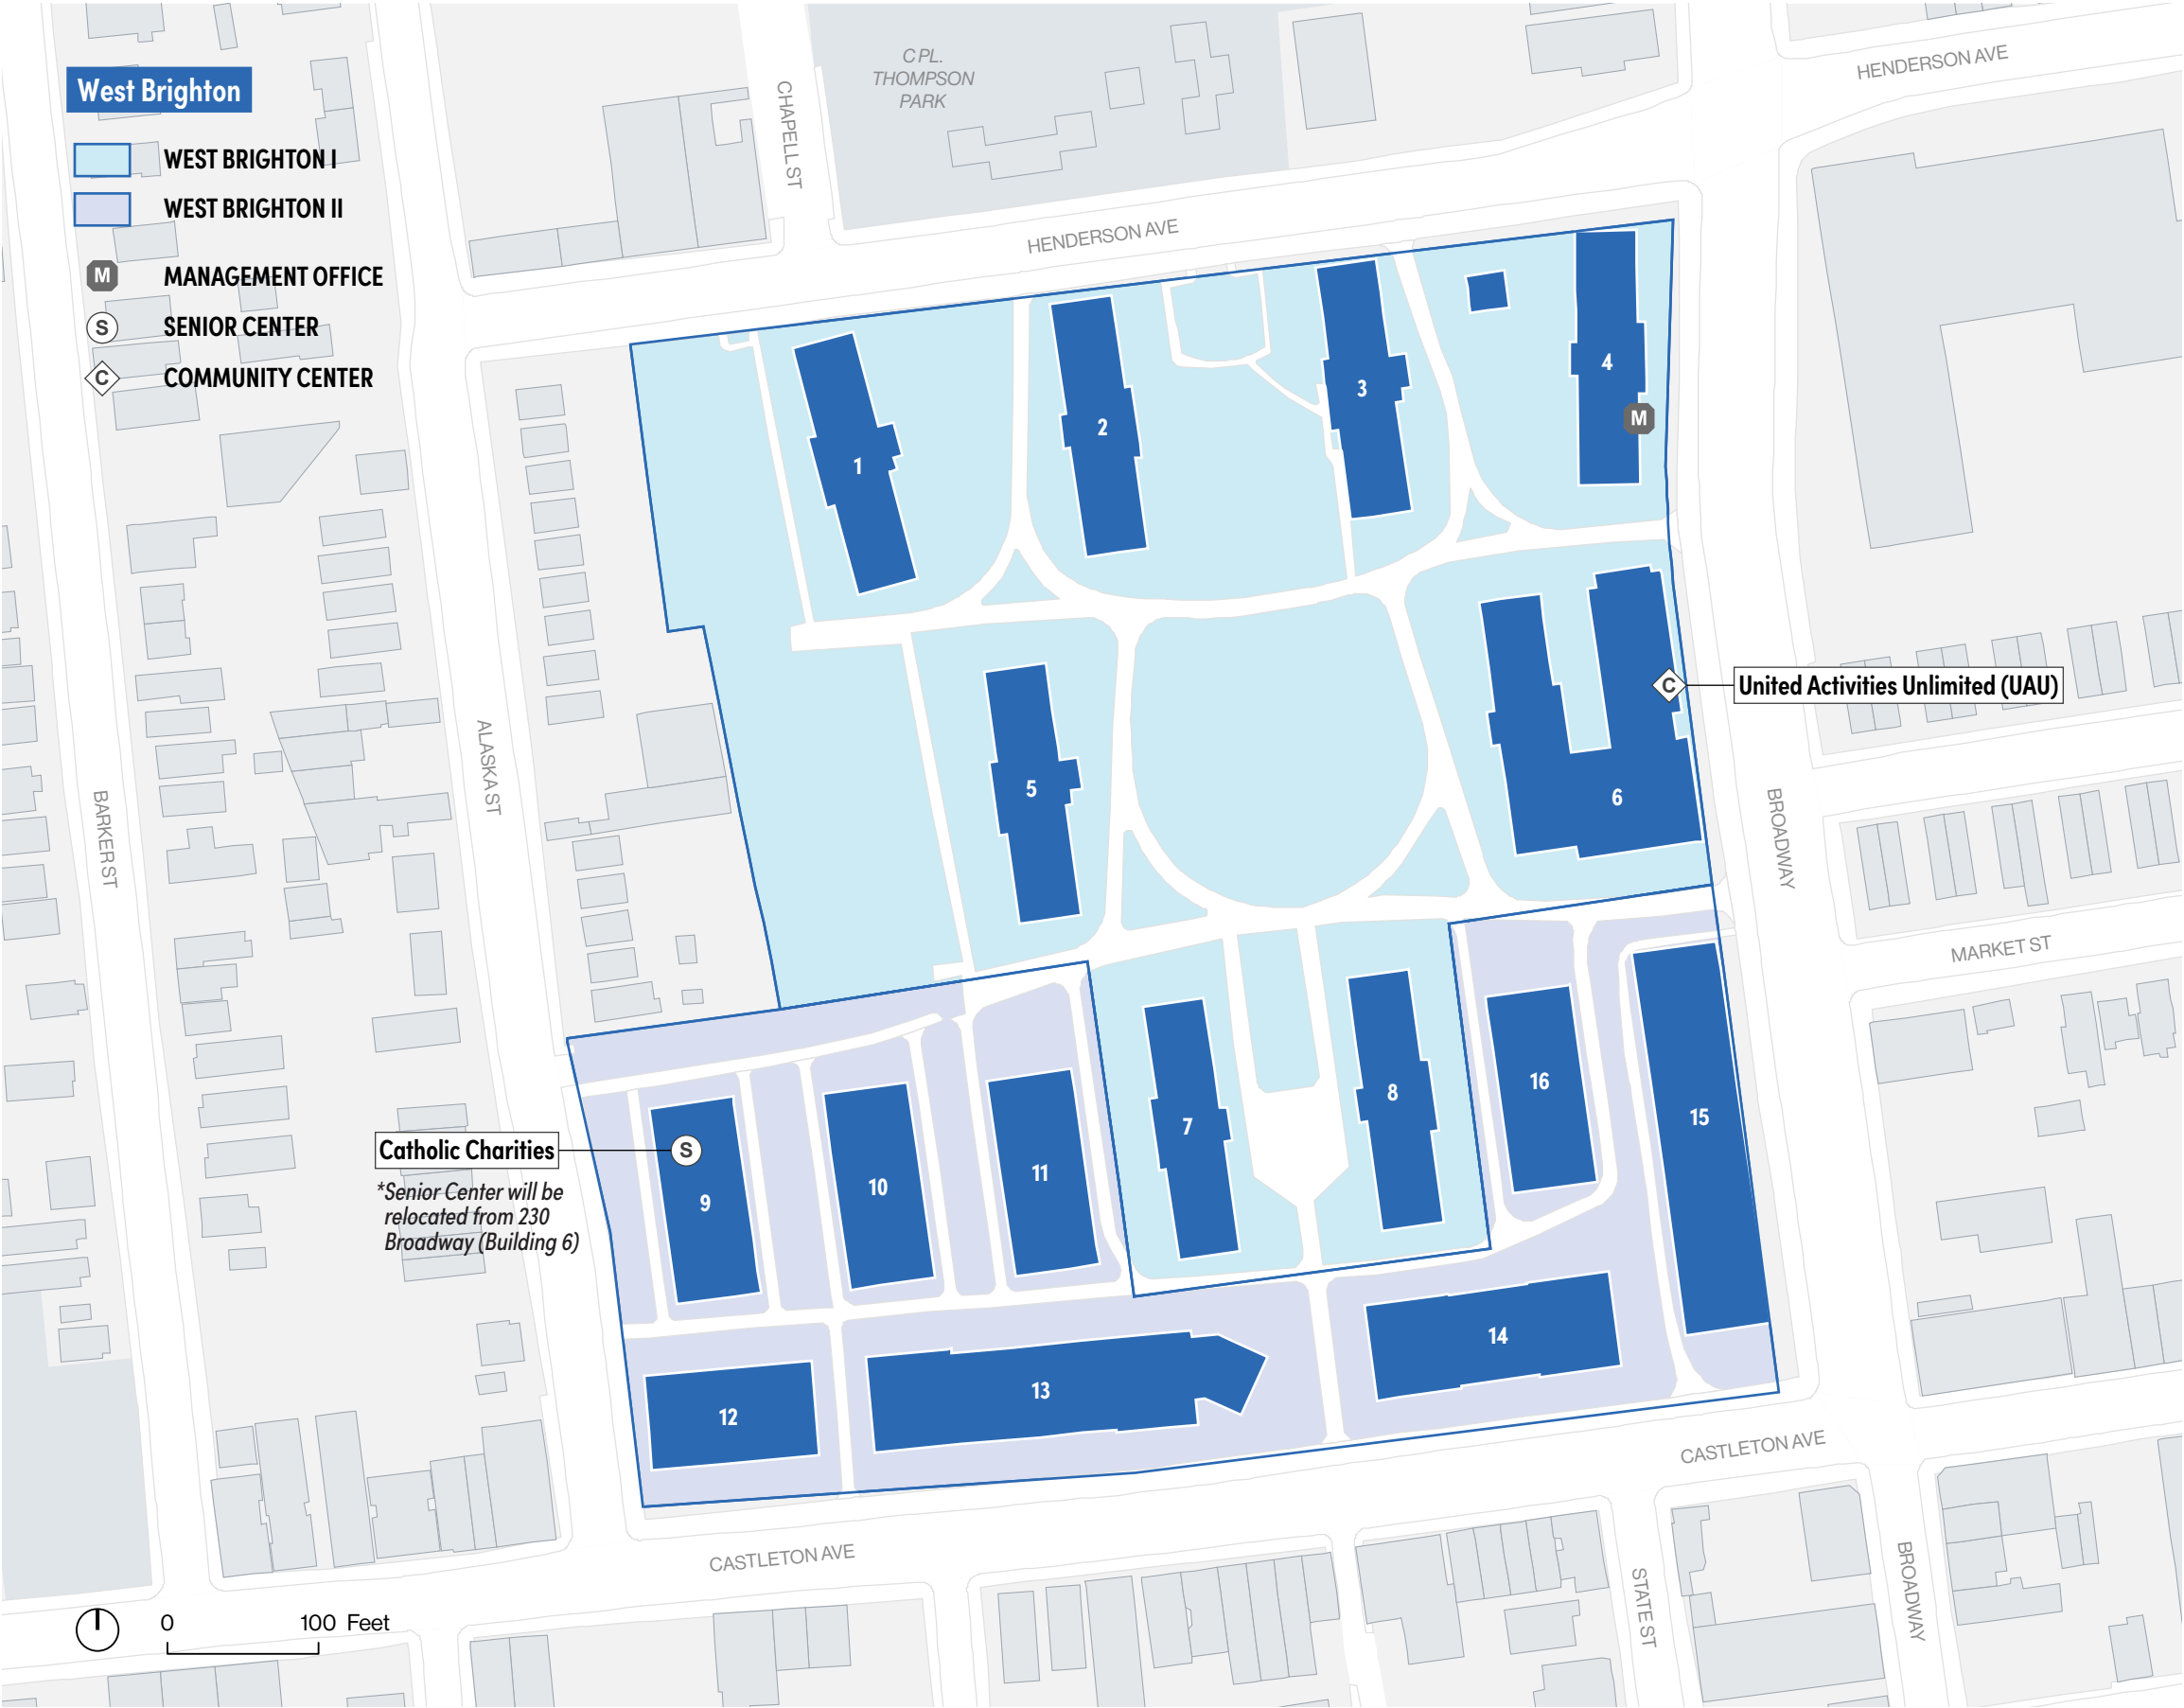 West Brighton
WEST BRIGHTON I
WEST BRIGHTON II
M
MANAGEMENT OFFICE
S
SENIOR CENTER
C
COMMUNITY CENTER
CPL.
THOMPSON
PARK
CHAPELL ST
HENDERSON AVE
HENDERSON AVE
1
2
3
4
M
5
6
C
United Activities Unlimited (UAU)
ALASKA ST
BARKER ST
BROADWAY
MARKET ST
7
8
16
15
Catholic Charities
S
*Senior Center will be
relocated from 230
Broadway (Building 6)
9
10
11
12
13
14
CASTLETON AVE
CASTLETON AVE
STATE ST
BROADWAY
0 100 Feet